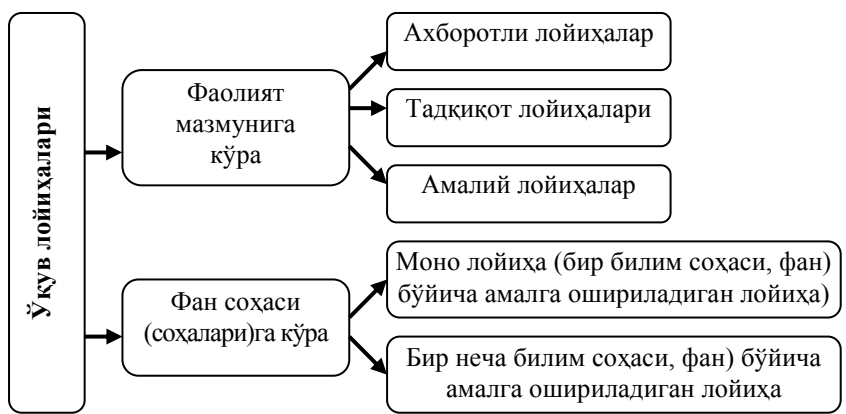 Ўқув лойиҳалари
Фаолият
мазмунига
кўра
Ахборотли лойиҳалар
Тадқиқот лойиҳалари
Амалий лойиҳалар
Фан соҳаси
(соҳалари)га кўра
Моно лойиҳа (бир билим соҳаси, фан)
бўйича амалга ошириладиган лойиҳа)
Бир неча билим соҳаси, фан) бўйича
амалга ошириладиган лойиҳа